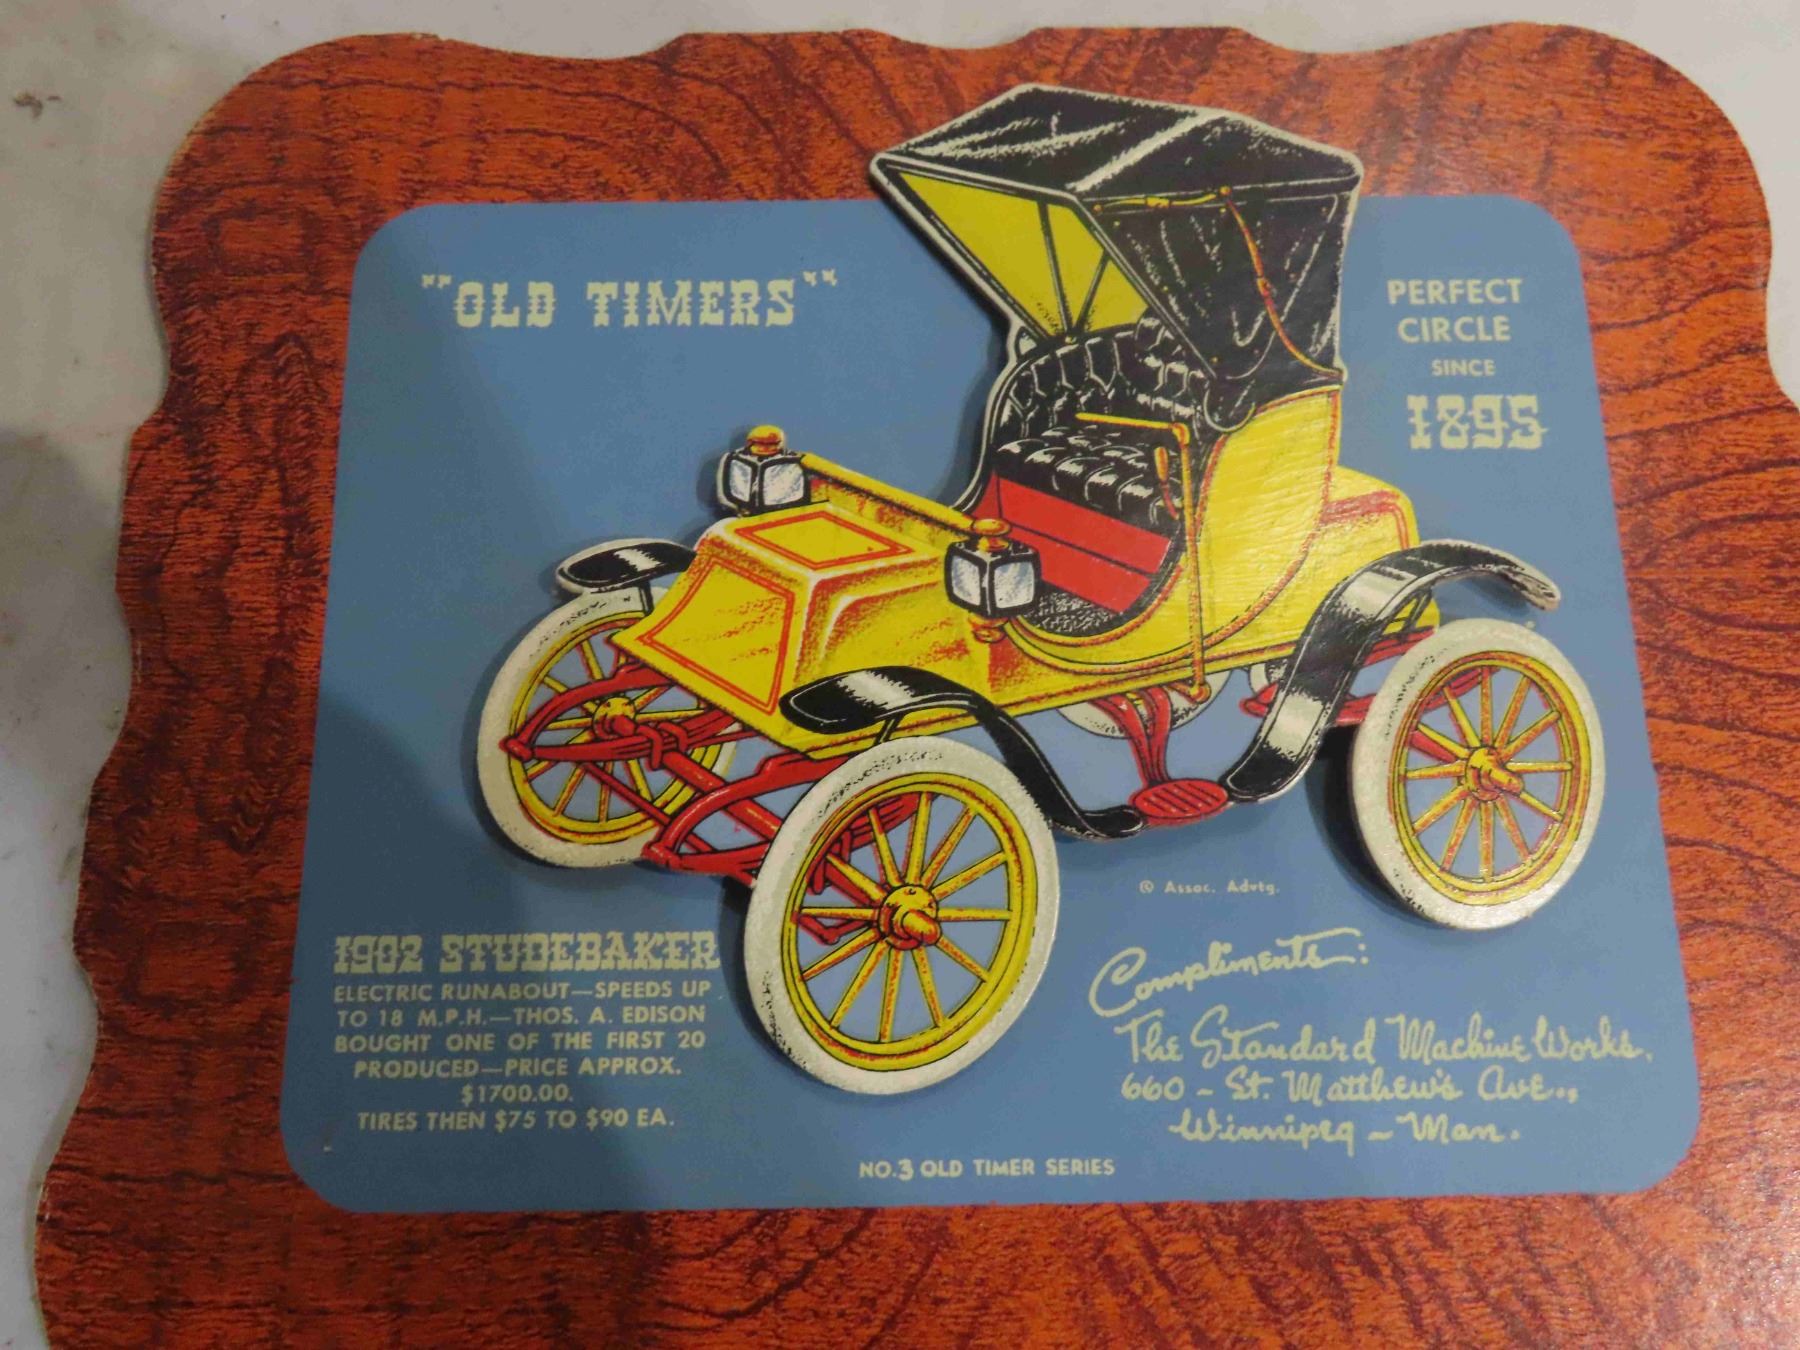 "OLD TIMERS"
PERFECT
CIRCLE
SINCE
1895
© Assoc. Advtg.
1902 STUDEBAKER
ELECTRIC RUNABOUT—SPEEDS UP
TO 18 M.P.H.—THOS. A. EDISON
BOUGHT ONE OF THE FIRST 20
PRODUCED—PRICE APPROX.
$1700.00.
TIRES THEN $75 TO $90 EA.
Compliments:
The Standard Machine Works.
660 - St. Matthew's Ave.,
Winnipeg - Man.
NO.3 OLD TIMER SERIES